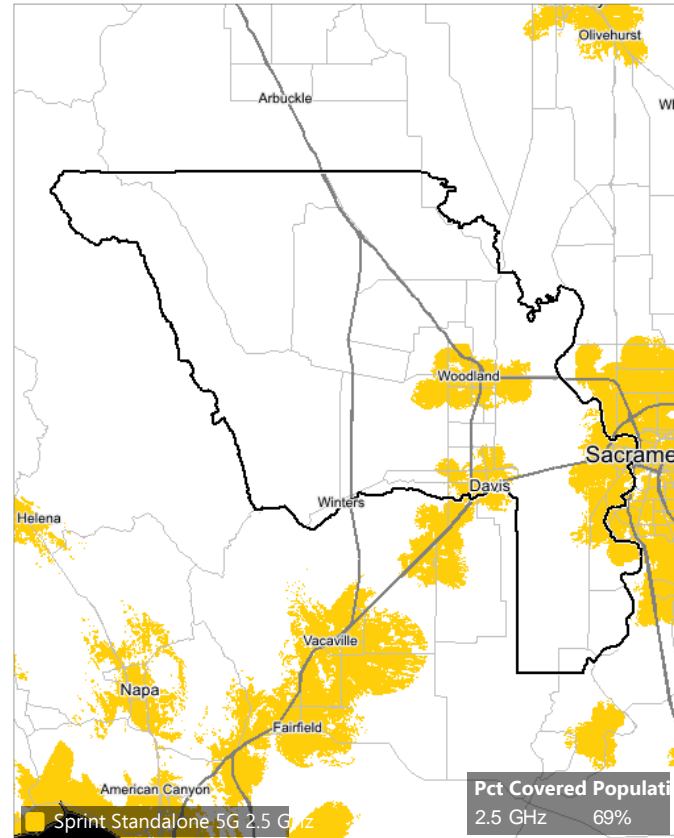 Olivehurst
Arbuckle
Wh
Woodland
Sacrame
Davis
Winters
Helena
Vacaville
Napa
Fairfield
American Canyon
Pct Covered Populati
Sprint Standalone 5G 2.5 GHz
2.5 GHz 69%